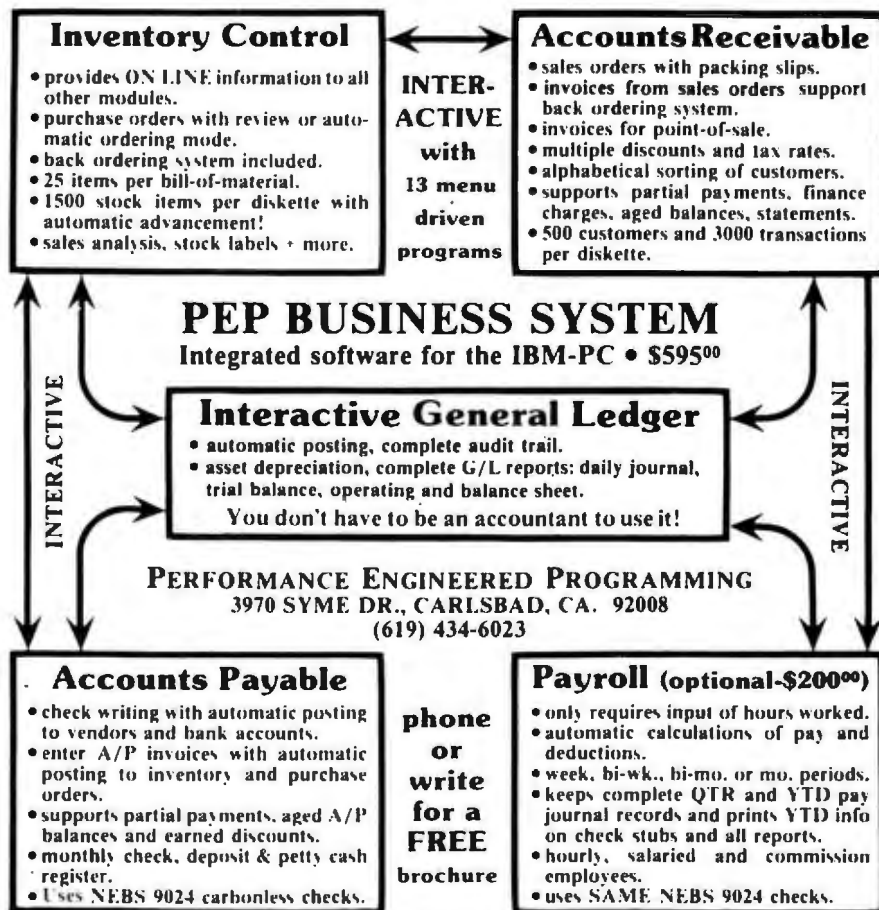 Inventory Control
• provides ON LINE information to all
other modules.
• purchase orders with review or auto-
matic ordering mode.
• back ordering system included.
• 25 items per bill-of-material.
• 1500 stock items per diskette with
automatic advancement!
• sales analysis, stock labels + more.
INTER-
ACTIVE
with
13 menu
driven
programs
Accounts Receivable
• sales orders with packing slips.
• invoices from sales orders support
back ordering system.
• invoices for point-of-sale.
• multiple discounts and tax rates.
• alphabetical sorting of customers.
• supports partial payments, finance
charges, aged balances, statements.
• 500 customers and 3000 transactions
per diskette.
PEP BUSINESS SYSTEM
Integrated software for the IBM-PC • $595⁰⁰
INTERACTIVE
Interactive General Ledger
• automatic posting, complete audit trail.
• asset depreciation, complete G/L reports: daily journal,
trial balance, operating and balance sheet.
You don't have to be an accountant to use it!
INTERACTIVE
PERFORMANCE ENGINEERED PROGRAMMING
3970 SYME DR., CARLSBAD, CA. 92008
(619) 434-6023
Accounts Payable
• check writing with automatic posting
to vendors and bank accounts.
• enter A/P invoices with automatic
posting to inventory and purchase
orders.
• supports partial payments, aged A/P
balances and earned discounts.
• monthly check, deposit & petty cash
register.
• Uses NEBS 9024 carbonless checks.
phone
or
write
for a
FREE
brochure
Payroll (optional-$200⁰⁰)
• only requires input of hours worked.
• automatic calculations of pay and
deductions.
• week, bi-wk., bi-mo. or mo. periods.
• keeps complete QTR and YTD pay
journal records and prints YTD info
on check stubs and all reports.
• hourly, salaried and commission
employees.
• uses SAME NEBS 9024 checks.